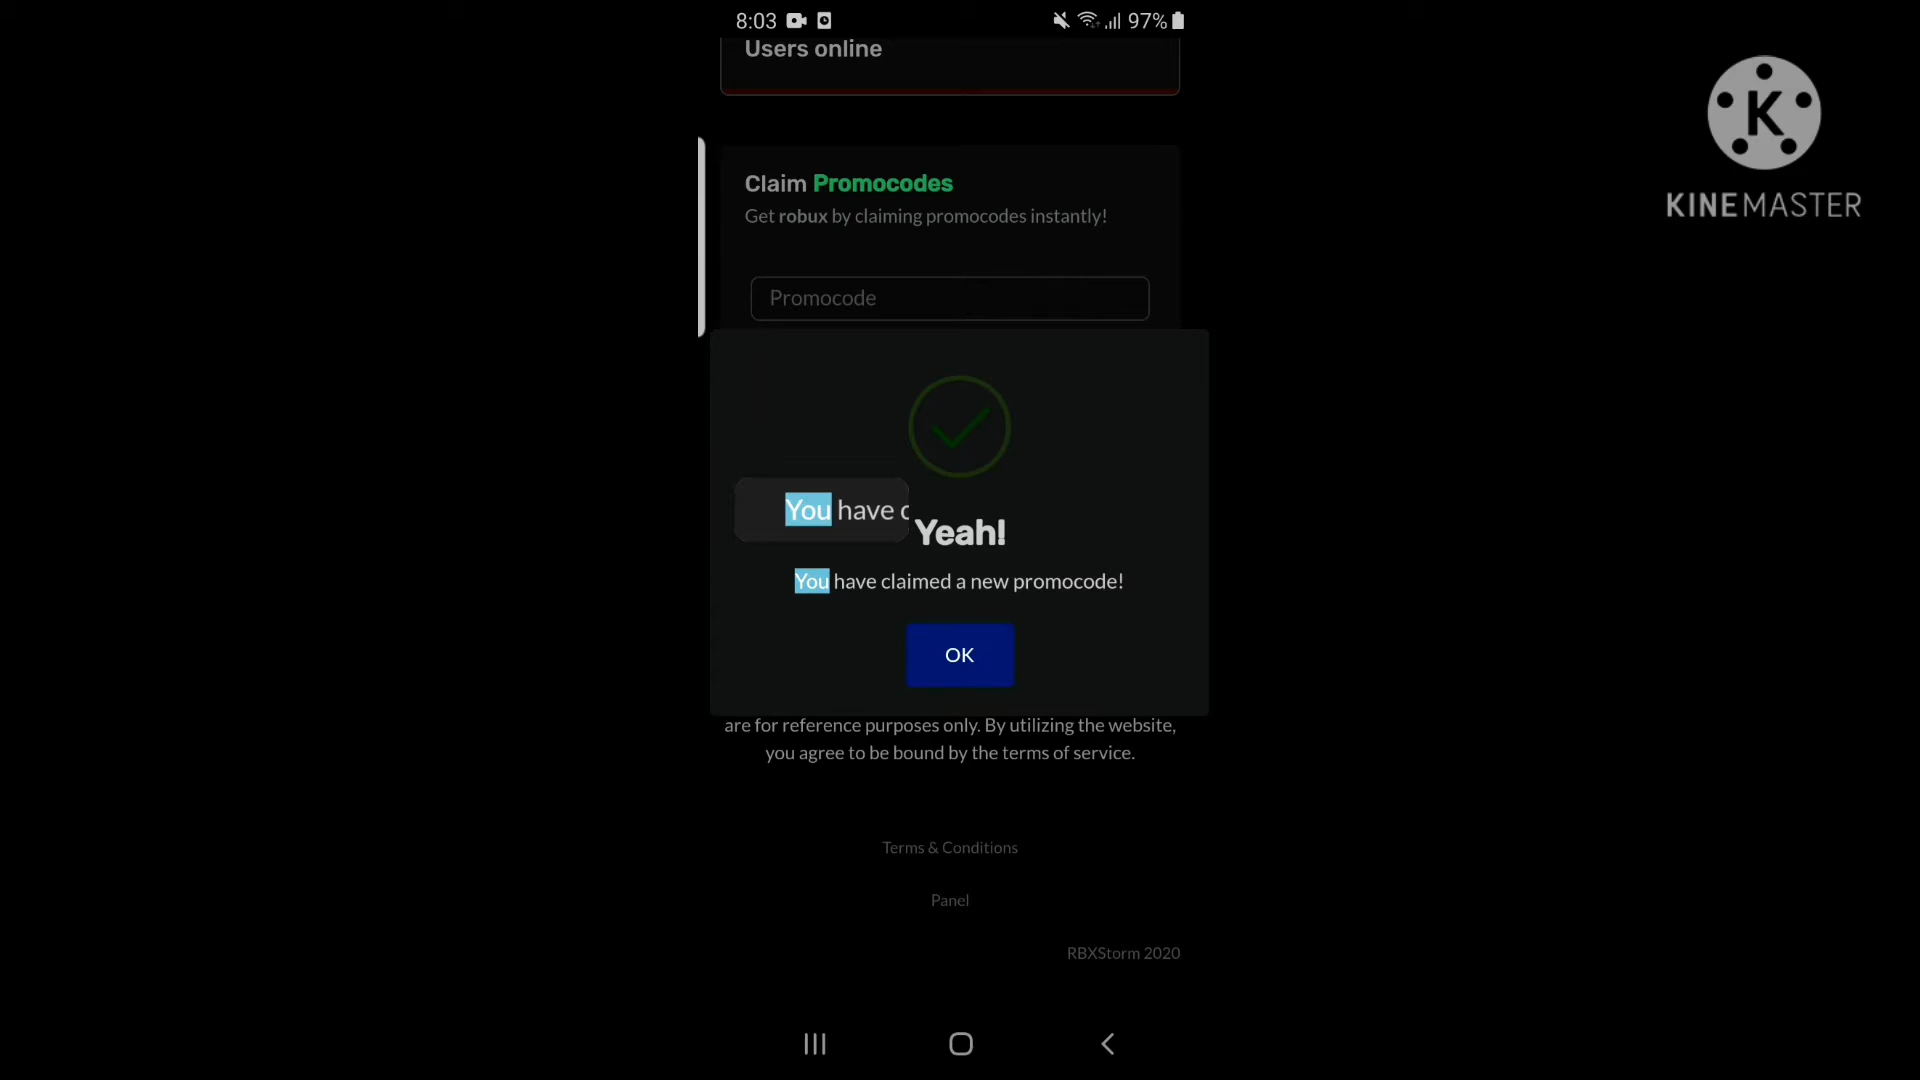 8:03
97%
Users online
Claim Promocodes
Get robux by claiming promocodes instantly!
Promocode
You have c
Yeah!
You have claimed a new promocode!
OK
are for reference purposes only. By utilizing the website,
you agree to be bound by the terms of service.
Terms & Conditions
Panel
RBXStorm 2020
K
KINEMASTER